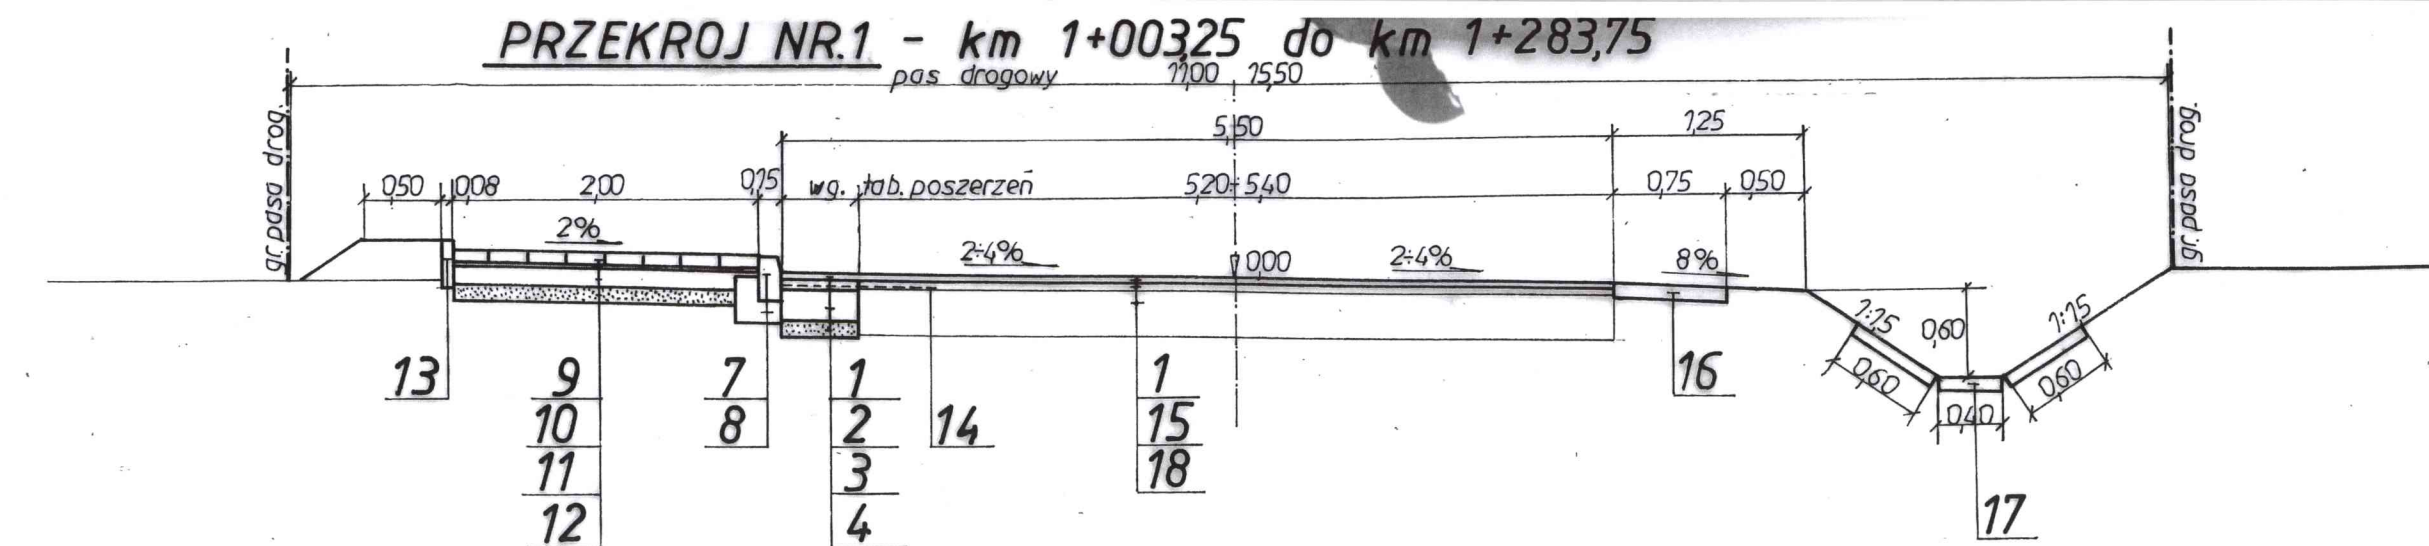 PRZEKROJ NR.1 - km 1+003,25 do km 1+283,75
pas drogowy 11,00 15,50
gr. pasa drog.
5,50 1,25
0,50 0,08 2,00 0,15 wg. tab. poszerzeń 5,20÷5,40 0,75 0,50
gr. pasa drog.
2% 2÷4% 0,00 2÷4% 8%
1:1,5 0,60 1:1,5
0,60 0,40 0,60
13
9
10
11
12
7
8
1
2
3
4
14
1
15
18
16
17